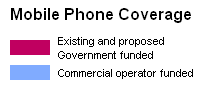 Mobile Phone Coverage
Existing and proposed
Government funded
Commercial operator funded